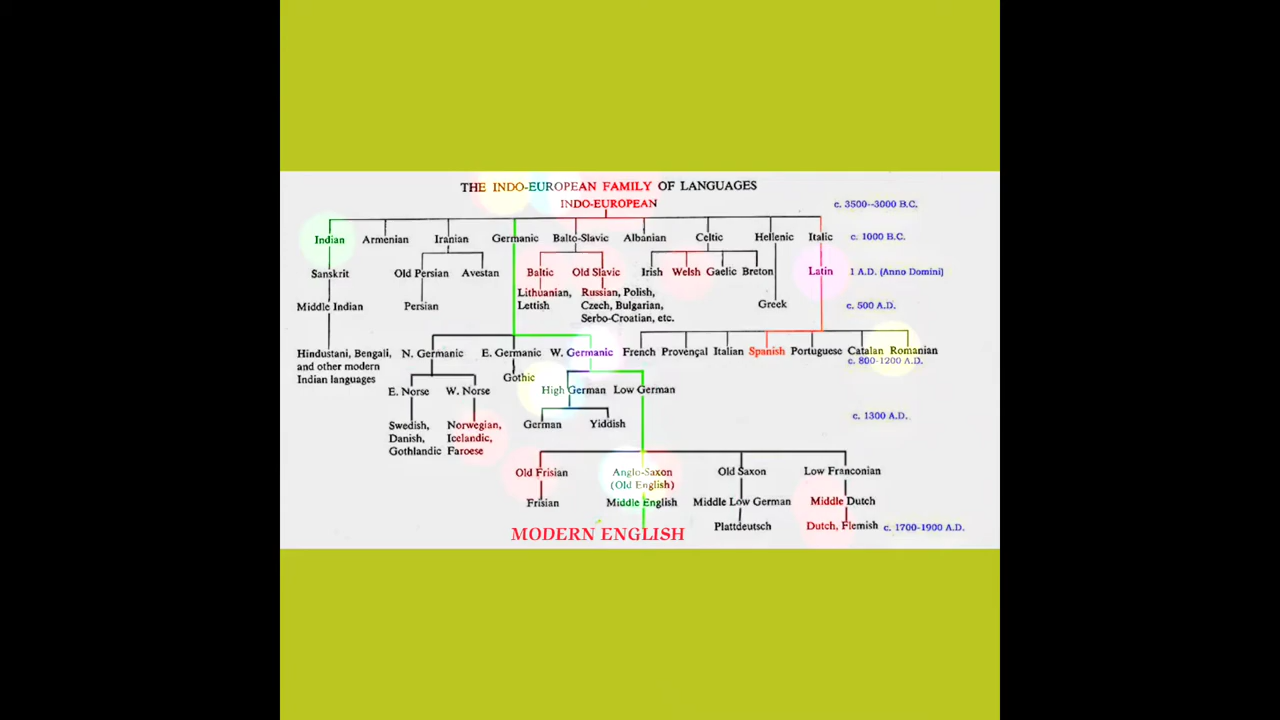 THE INDO-EUROPEAN FAMILY OF LANGUAGES
INDO-EUROPEAN
c. 3500--3000 B.C.
Indian Armenian Iranian Germanic Balto-Slavic Albanian Celtic Hellenic Italic c. 1000 B.C.
Sanskrit Old Persian Avestan Baltic Old Slavic Irish Welsh Gaelic Breton Latin 1 A.D. (Anno Domini)
Middle Indian Persian Lithuanian, Russian, Polish, Greek c. 500 A.D.
Lettish Czech, Bulgarian,
Serbo-Croatian, etc.
Hindustani, Bengali, N. Germanic E. Germanic W. Germanic French Provençal Italian Spanish Portuguese Catalan Romanian
and other modern c. 800-1200 A.D.
Indian languages Gothic
E. Norse W. Norse High German Low German
c. 1300 A.D.
Swedish, Norwegian, German Yiddish
Danish, Icelandic,
Gothlandic Faroese
Old Frisian Anglo-Saxon Old Saxon Low Franconian
(Old English)
Frisian Middle English Middle Low German Middle Dutch
MODERN ENGLISH Plattdeutsch Dutch, Flemish c. 1700-1900 A.D.